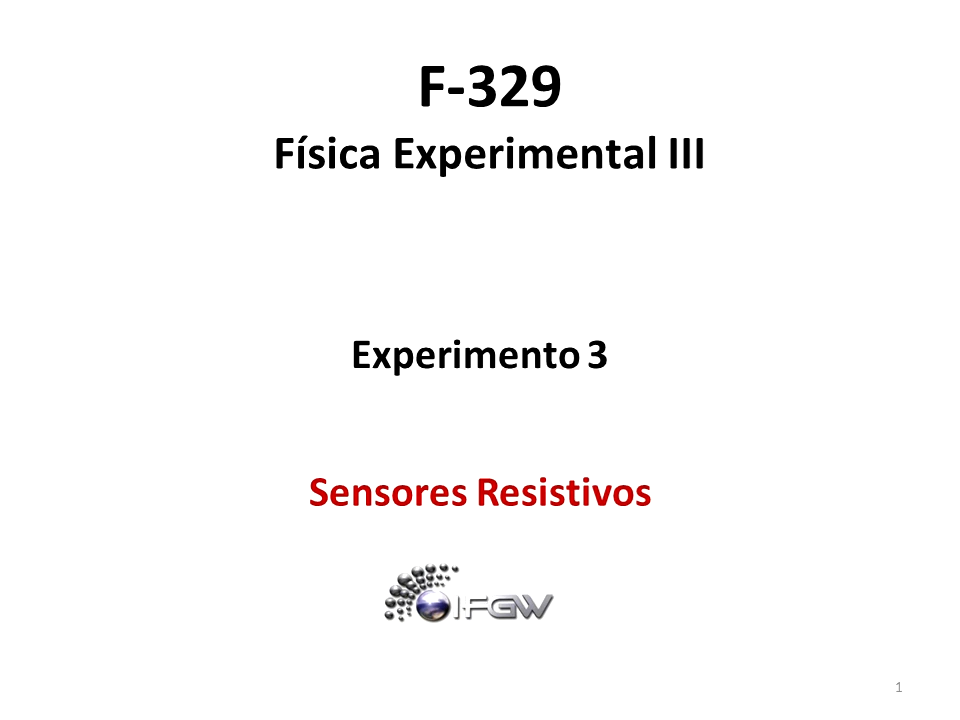 F-329
Física Experimental III
Experimento 3
Sensores Resistivos
IFGW
1